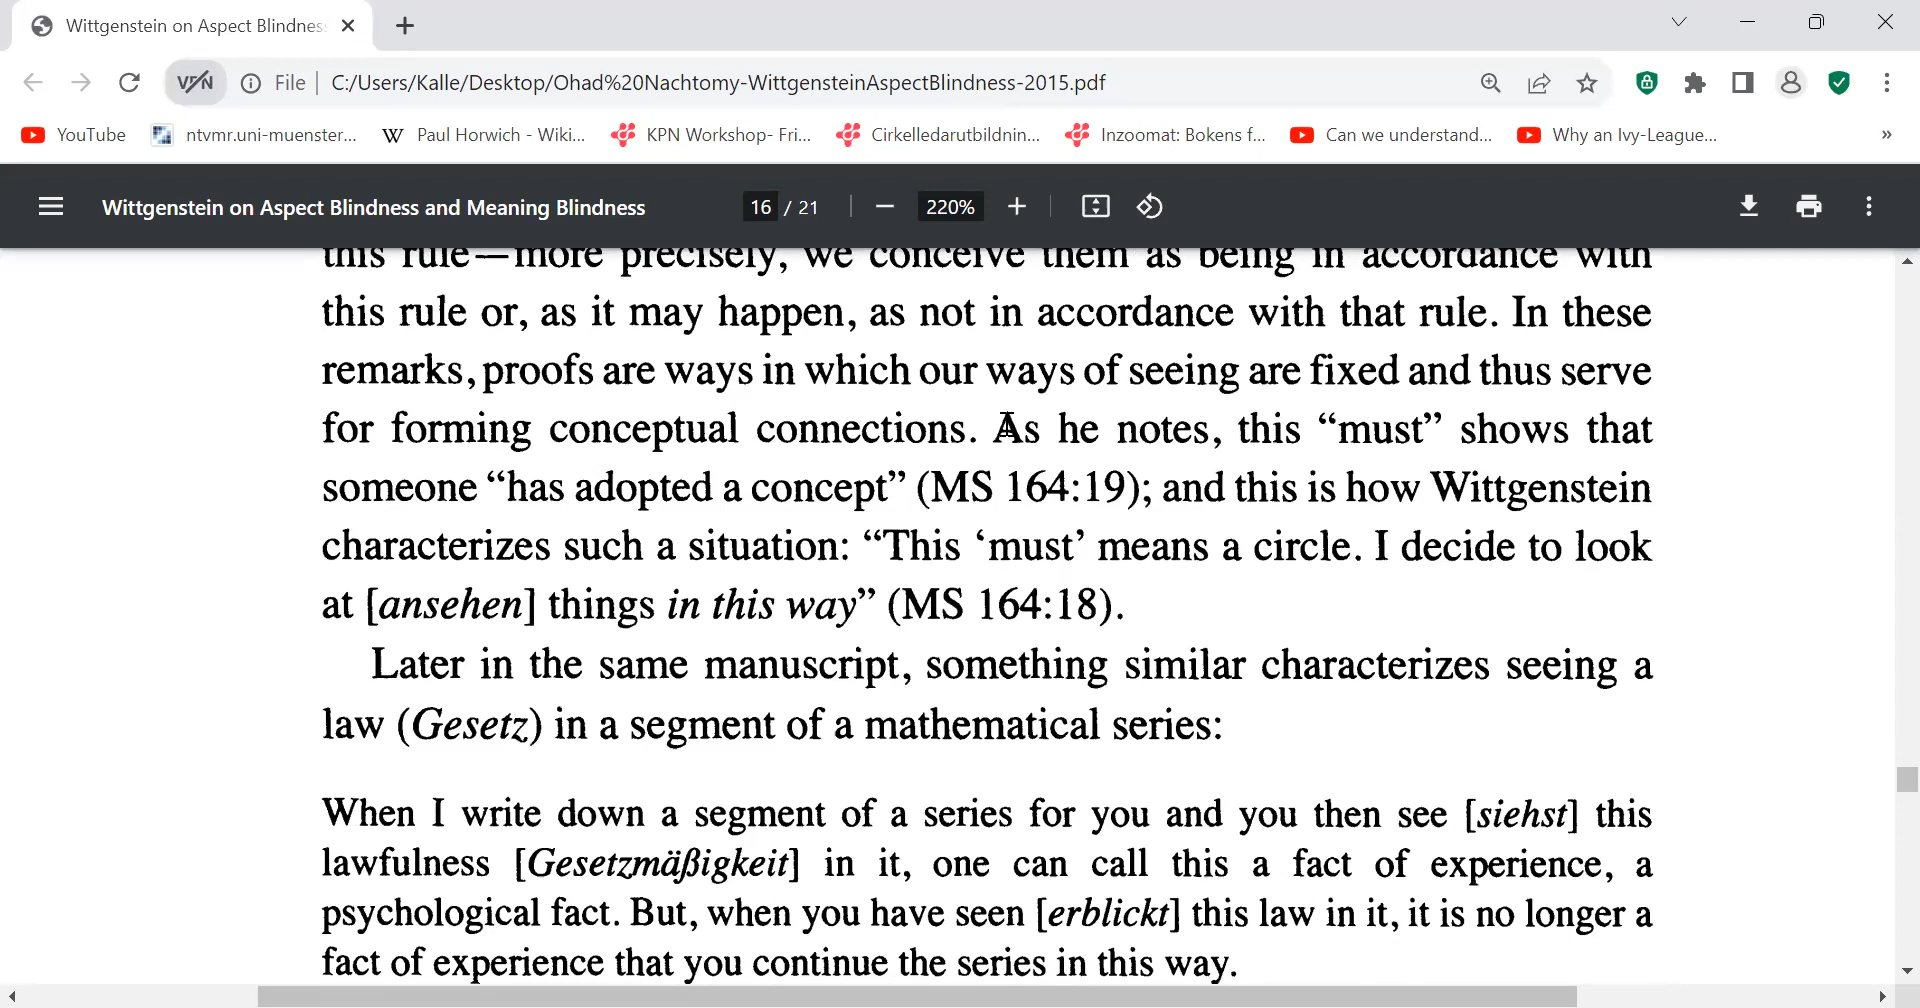 Wittgenstein on Aspect Blindnes
VPN File C:/Users/Kalle/Desktop/Ohad%20Nachtomy-WittgensteinAspectBlindness-2015.pdf
YouTube ntvmr.uni-muenster... W Paul Horwich - Wiki... KPN Workshop- Fri... Cirkelledarutbildnin... Inzoomat: Bokens f... Can we understand... Why an Ivy-League... »
Wittgenstein on Aspect Blindness and Meaning Blindness 16 / 21 220%
this rule—more precisely, we conceive them as being in accordance with
this rule or, as it may happen, as not in accordance with that rule. In these
remarks, proofs are ways in which our ways of seeing are fixed and thus serve
for forming conceptual connections. As he notes, this “must” shows that
someone “has adopted a concept” (MS 164:19); and this is how Wittgenstein
characterizes such a situation: “This ‘must’ means a circle. I decide to look
at [ansehen] things in this way” (MS 164:18).
Later in the same manuscript, something similar characterizes seeing a
law (Gesetz) in a segment of a mathematical series:
When I write down a segment of a series for you and you then see [siehst] this
lawfulness [Gesetzmäßigkeit] in it, one can call this a fact of experience, a
psychological fact. But, when you have seen [erblickt] this law in it, it is no longer a
fact of experience that you continue the series in this way.